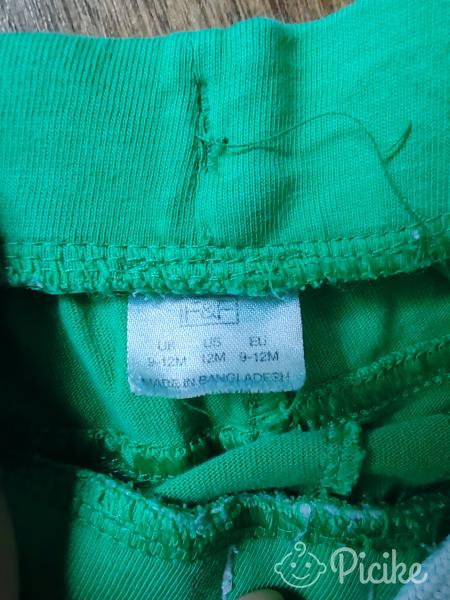 F&F
UK US EU
9-12M 12M 9-12M
MADE IN BANGLADESH
Picike